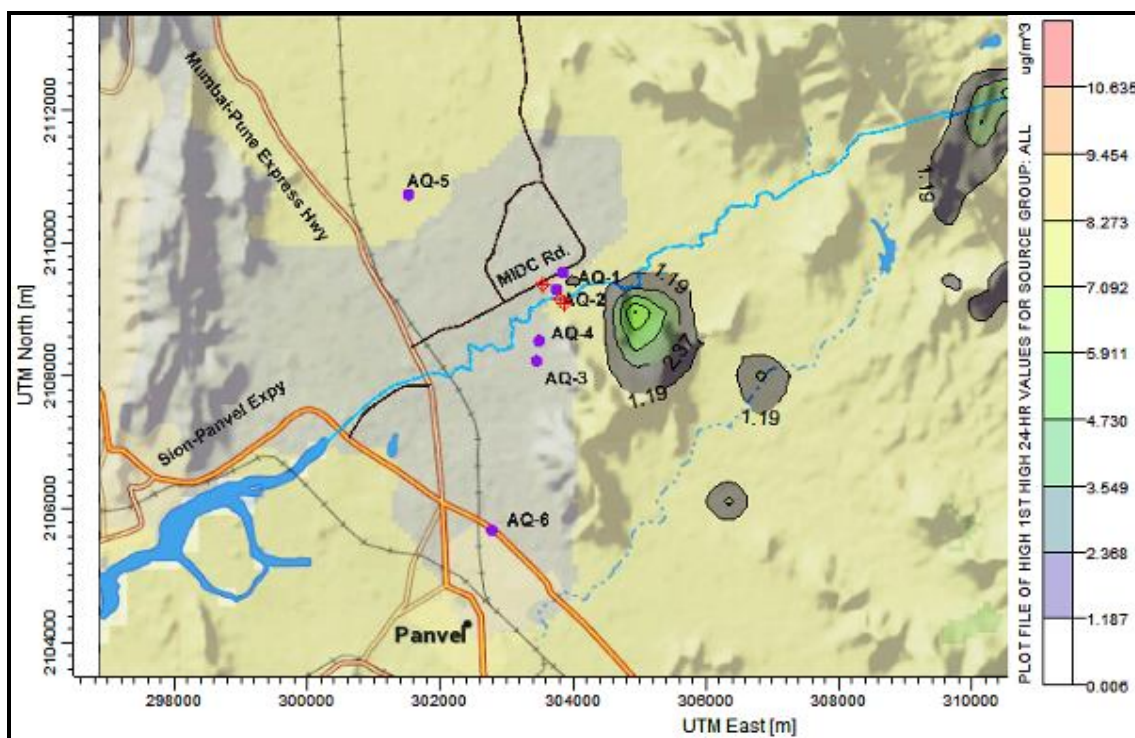 ug/m^3
PLOT FILE OF HIGH 1ST HIGH 24-HR VALUES FOR SOURCE GROUP: ALL
10.635
9.454
8.273
7.092
5.911
4.730
3.549
2.368
1.187
0.006
UTM North [m]
2112000
2110000
2108000
2106000
2104000
Mumbai-Pune Express Hwy
AQ-5
1.19
MIDC Rd.
AQ-1
1.19
AQ-2
AQ-4
2.37
AQ-3
1.19
1.19
Sion-Panvel Expy
AQ-6
Panvel
298000
300000
302000
304000
306000
308000
310000
UTM East [m]